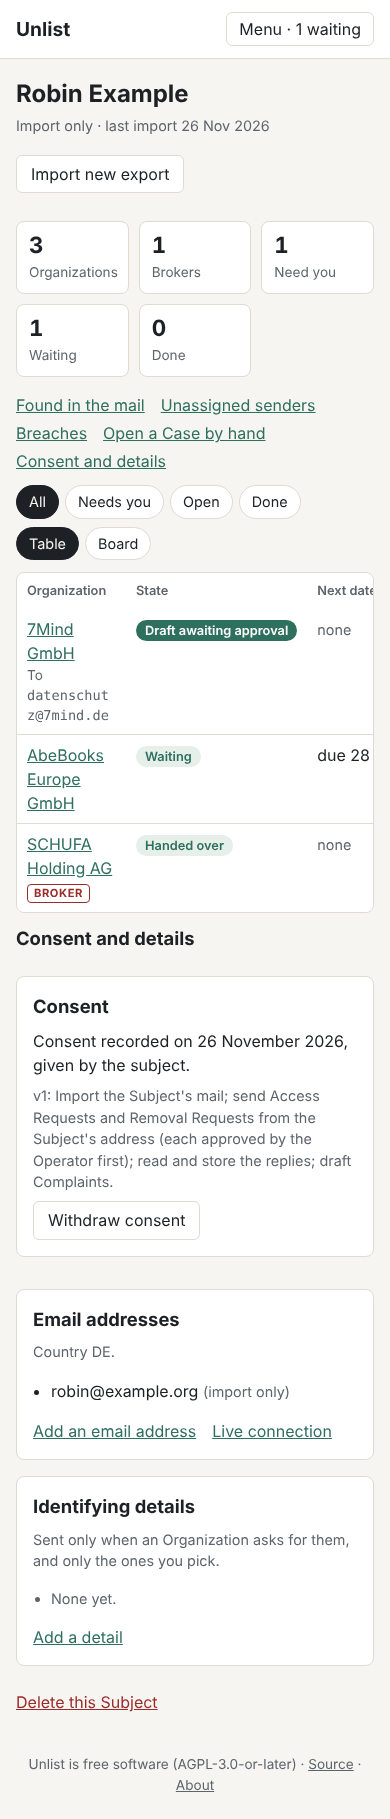 Unlist
Menu · 1 waiting
Robin Example
Import only · last import 26 Nov 2026
Import new export
3 1 1
Organizations Brokers Need you
1 0
Waiting Done
Found in the mail Unassigned senders
Breaches Open a Case by hand
Consent and details
All Needs you Open Done
Table Board
Organization State Next date
7Mind
GmbH
Draft awaiting approval none
To
datenschut
z@7mind.de
AbeBooks
Europe
GmbH
Waiting due 28
SCHUFA
Holding AG
BROKER
Handed over none
Consent and details
Consent
Consent recorded on 26 November 2026,
given by the subject.
v1: Import the Subject's mail; send Access
Requests and Removal Requests from the
Subject's address (each approved by the
Operator first); read and store the replies; draft
Complaints.
Withdraw consent
Email addresses
Country DE.
• robin@example.org (import only)
Add an email address Live connection
Identifying details
Sent only when an Organization asks for them,
and only the ones you pick.
• None yet.
Add a detail
Delete this Subject
Unlist is free software (AGPL-3.0-or-later) · Source ·
About